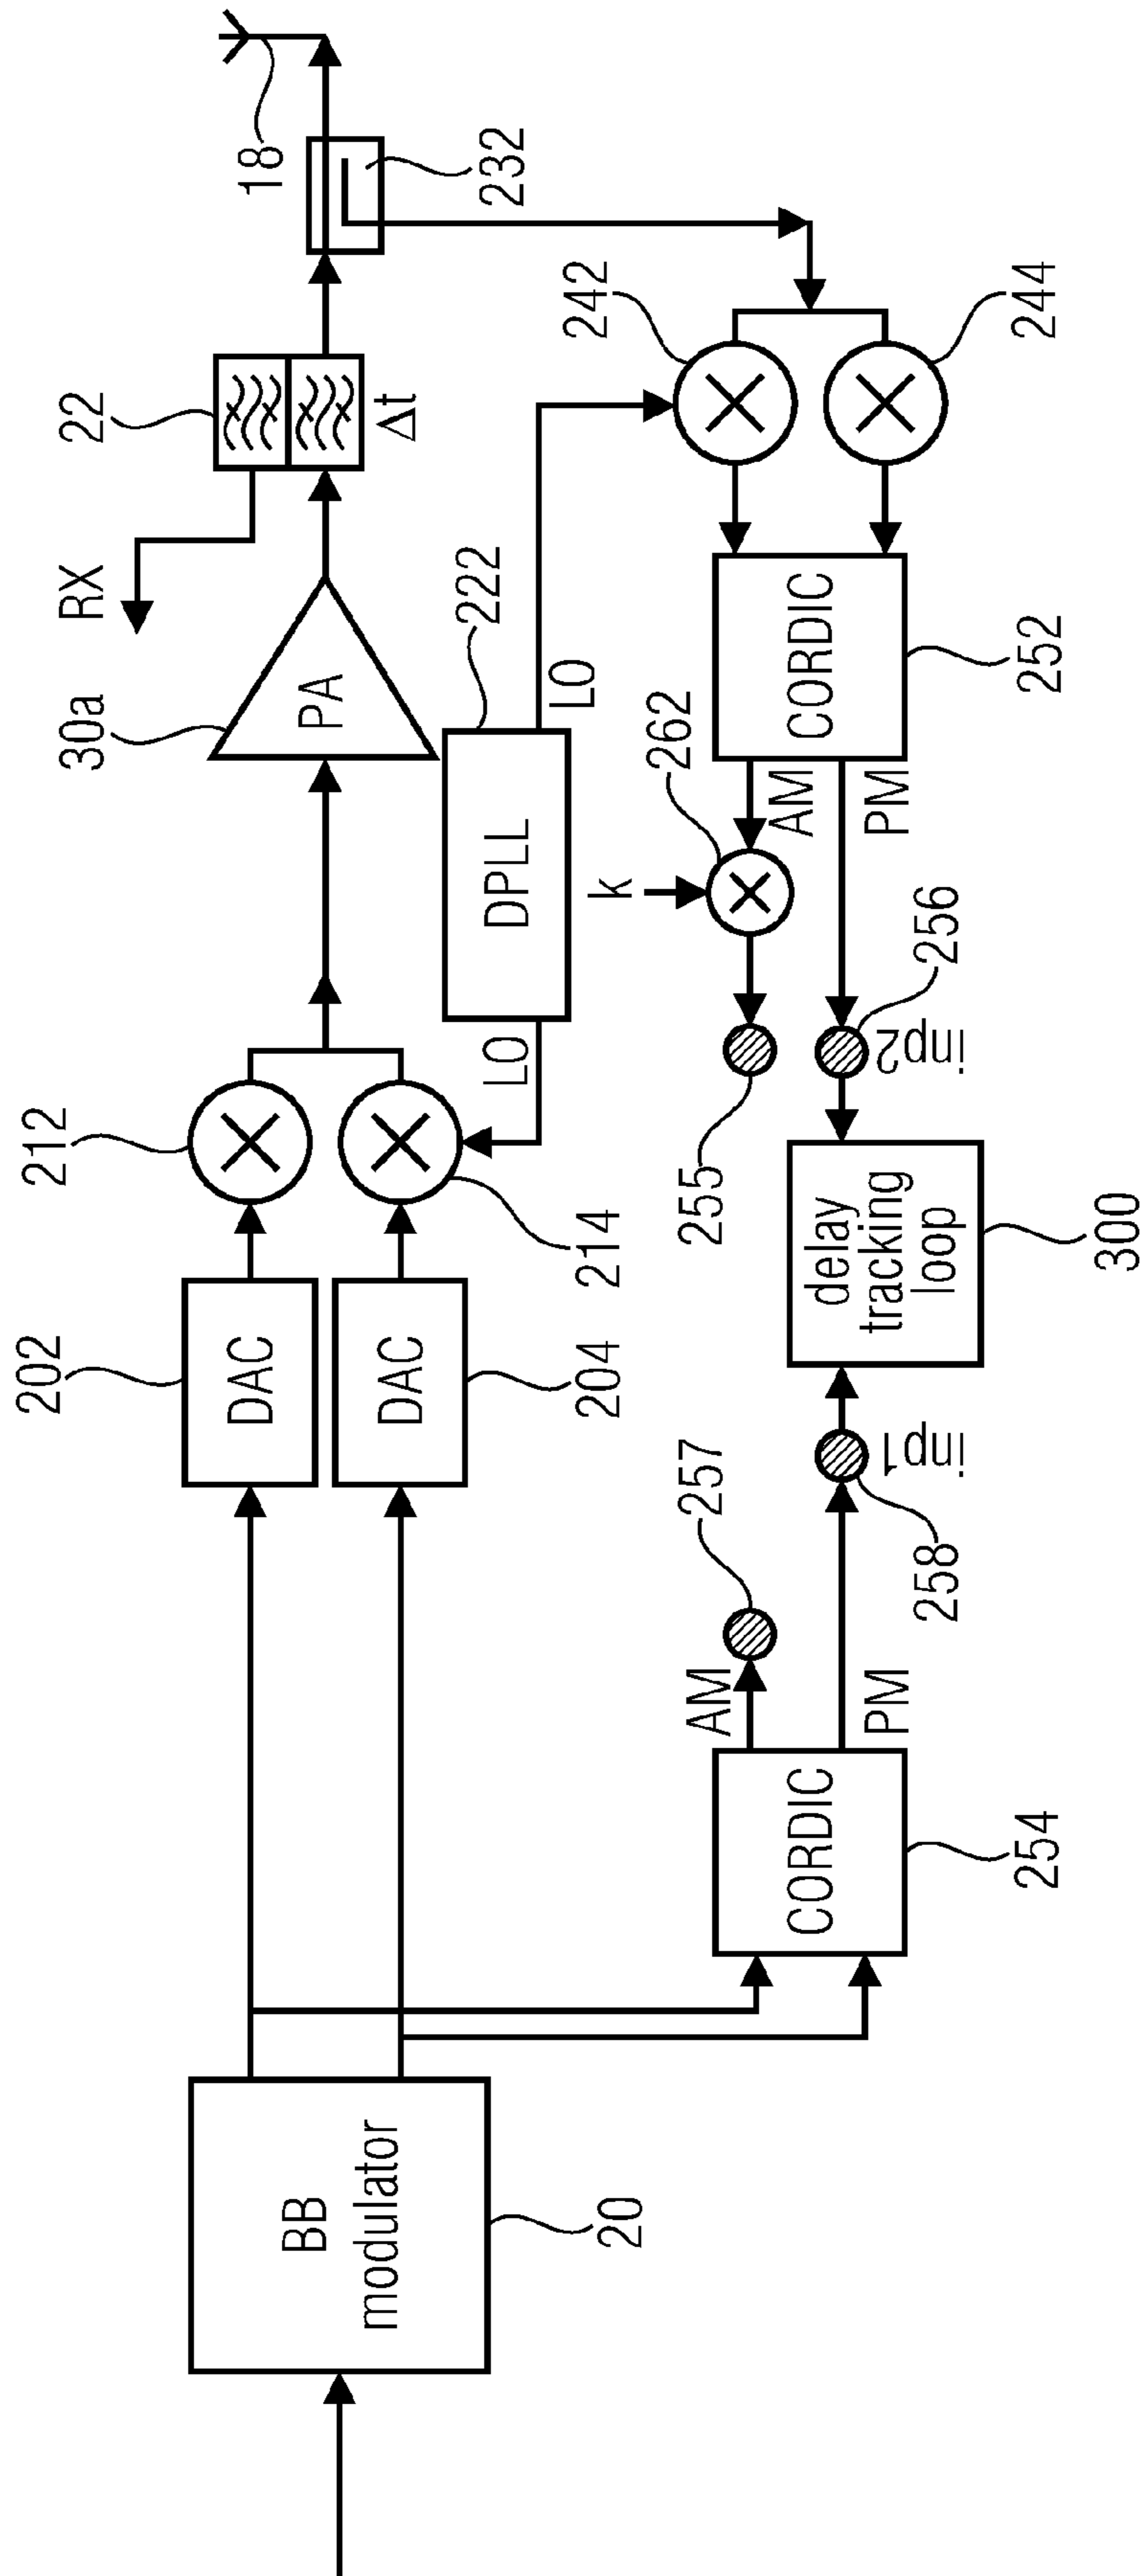 18
232
22
Δt
RX
30a
PA
242
244
222
DPLL
LO
LO
212
214
202
DAC
204
DAC
CORDIC
252
262
k
AM
PM
255
256
inp2
delay
tracking
loop
300
257
inp1
258
AM
PM
CORDIC
254
BB
modulator
20